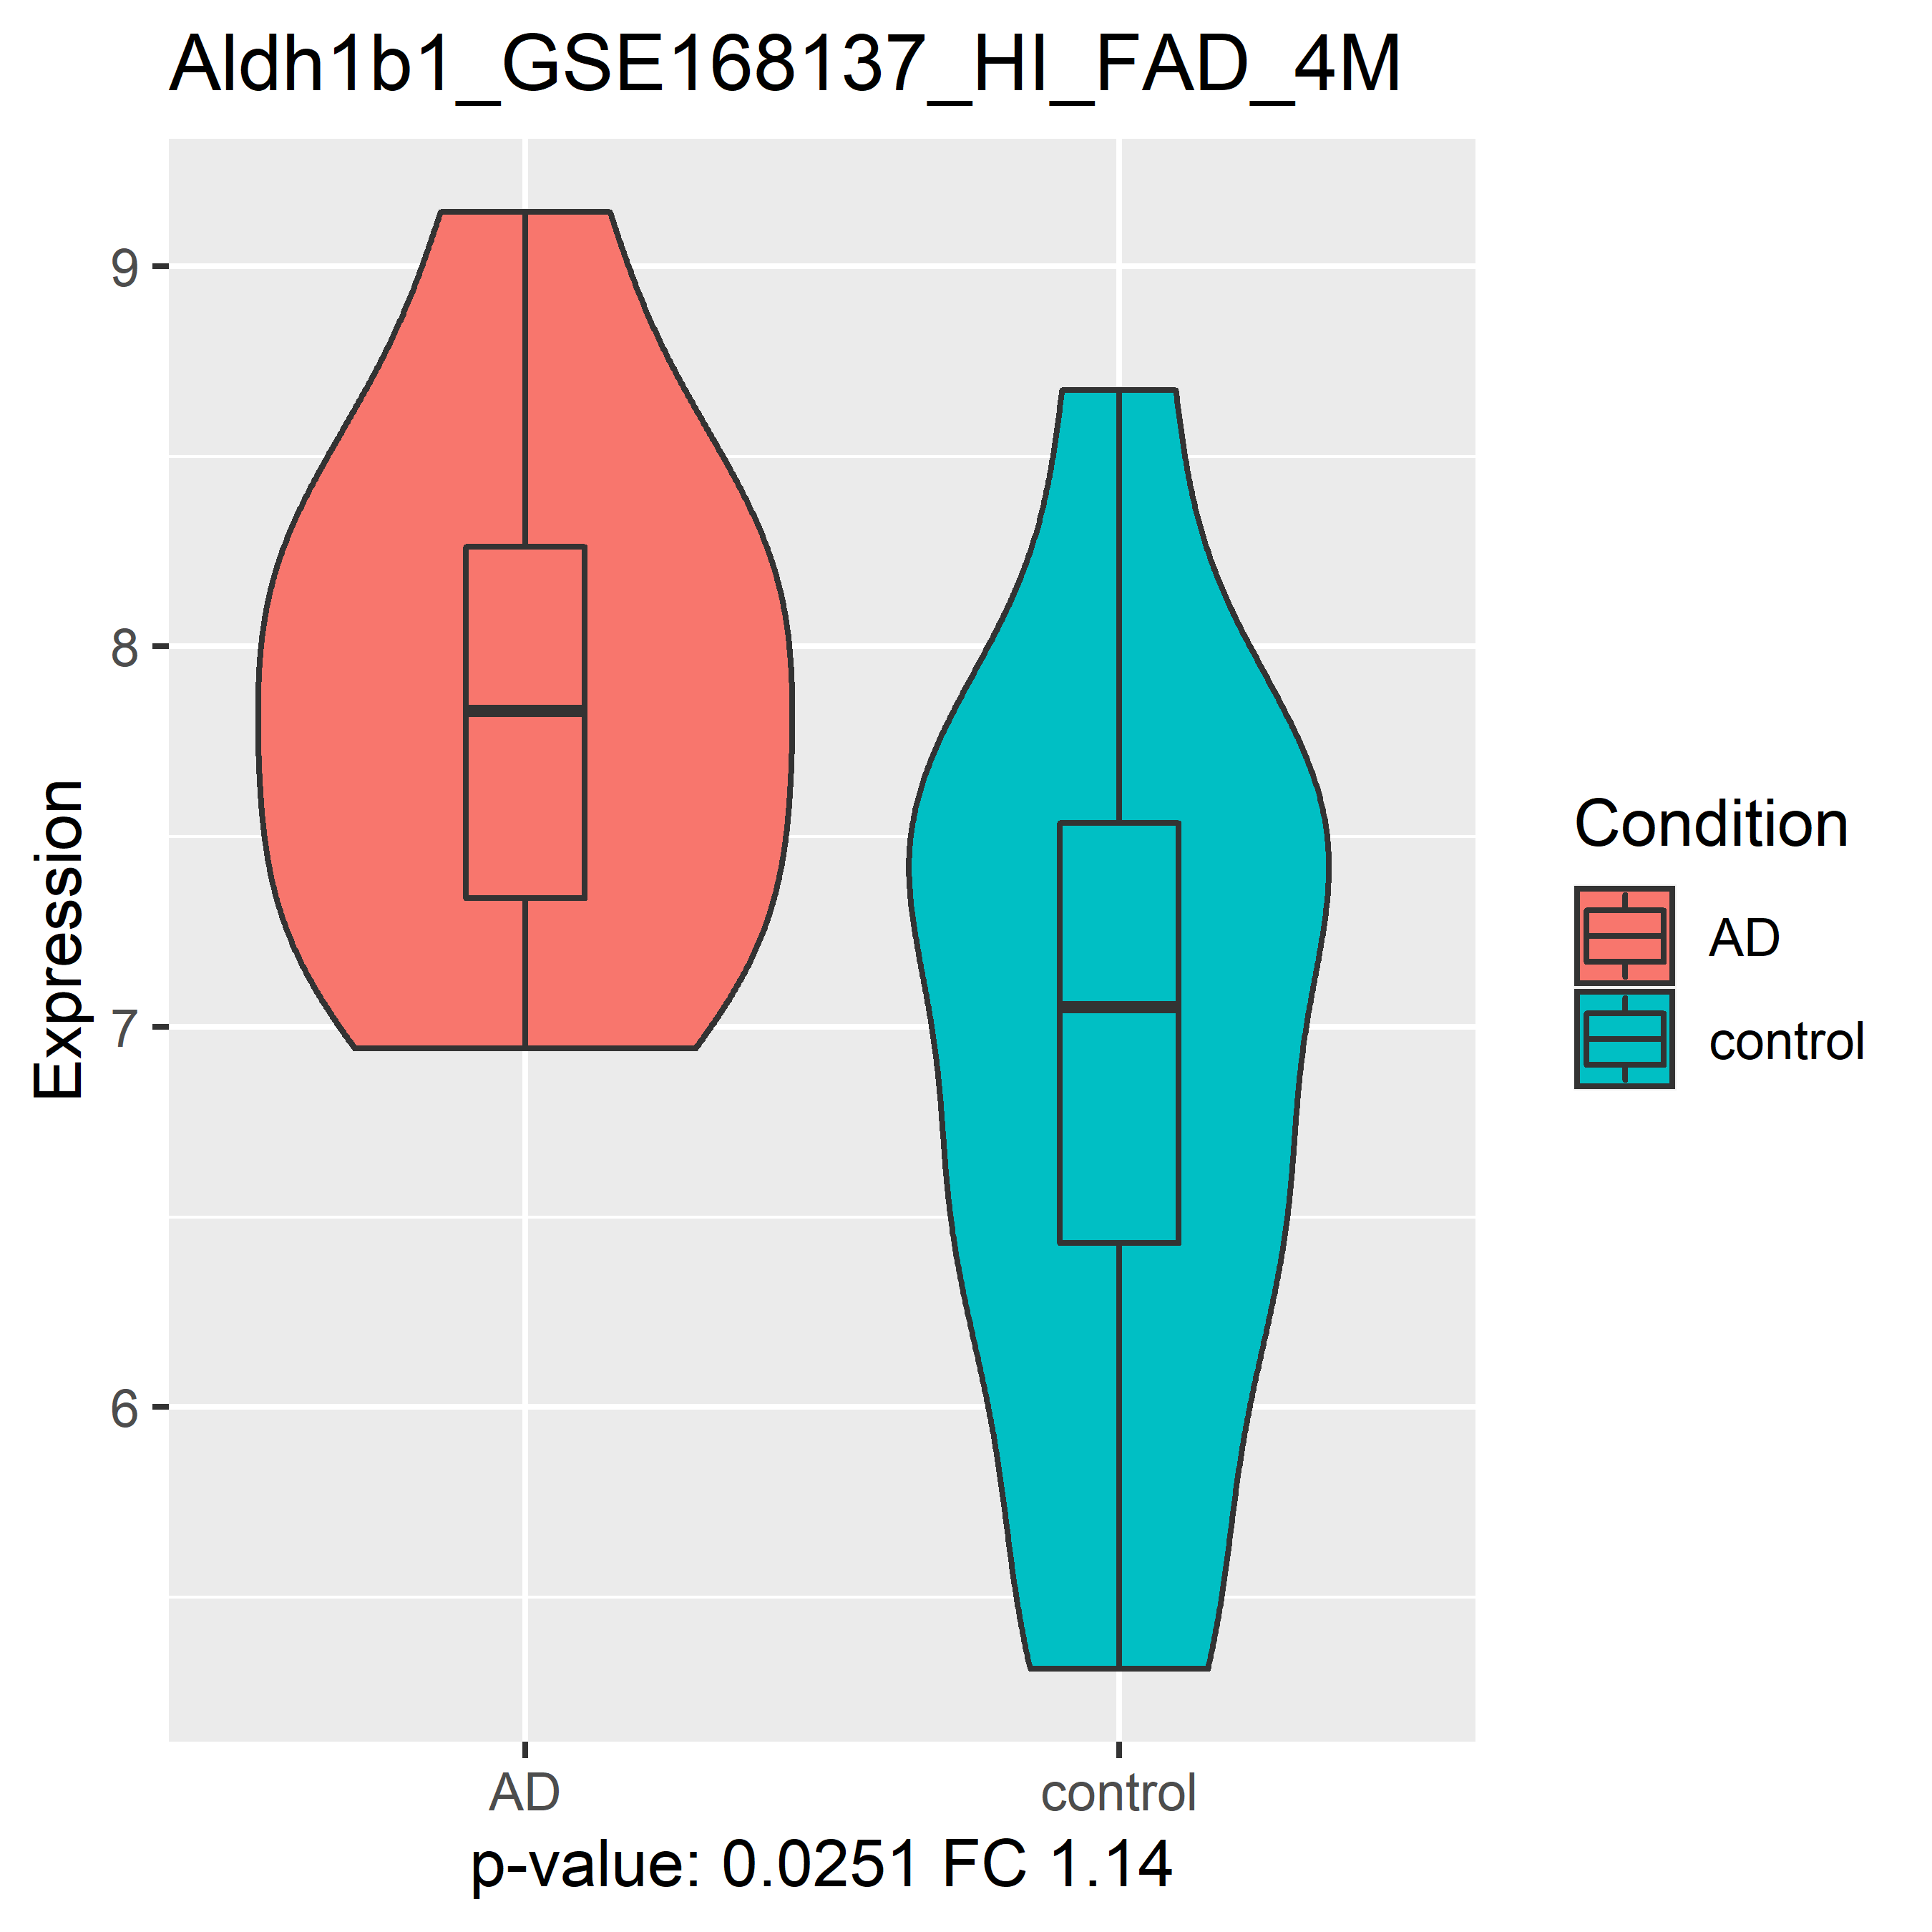 Aldh1b1_GSE168137_HI_FAD_4M
Expression
9
8
7
6
AD
control
p-value: 0.0251 FC 1.14
Condition
AD
control